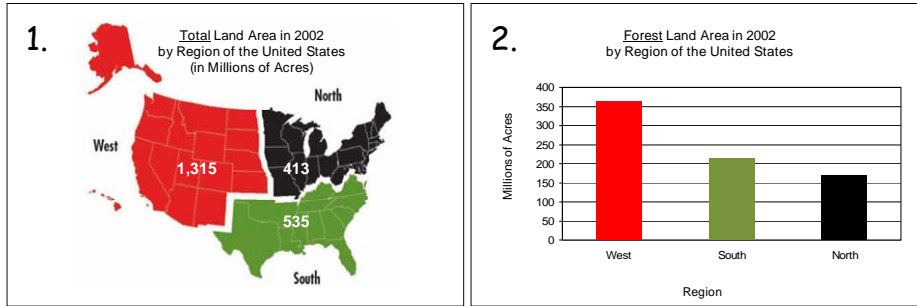 1.
Total Land Area in 2002
by Region of the United States
(in Millions of Acres)
North
West
1,315
413
535
South
2.
Forest Land Area in 2002
by Region of the United States
Millions of Acres
400
350
300
250
200
150
100
50
0
West South North
Region